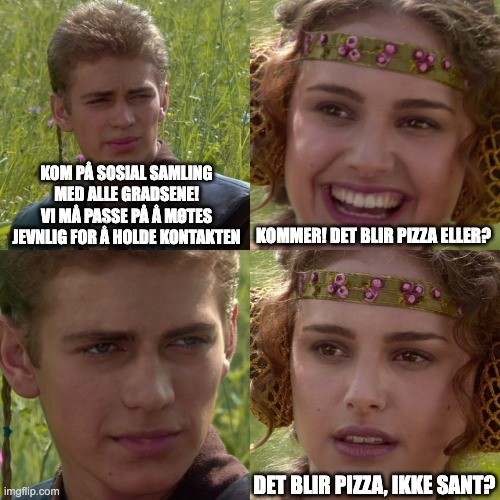 KOM PÅ SOSIAL SAMLING
MED ALLE GRADSENE!
VI MÅ PASSE PÅ Å MØTES
JEVNLIG FOR Å HOLDE KONTAKTEN
KOMMER! DET BLIR PIZZA ELLER?
DET BLIR PIZZA, IKKE SANT?
imgflip.com